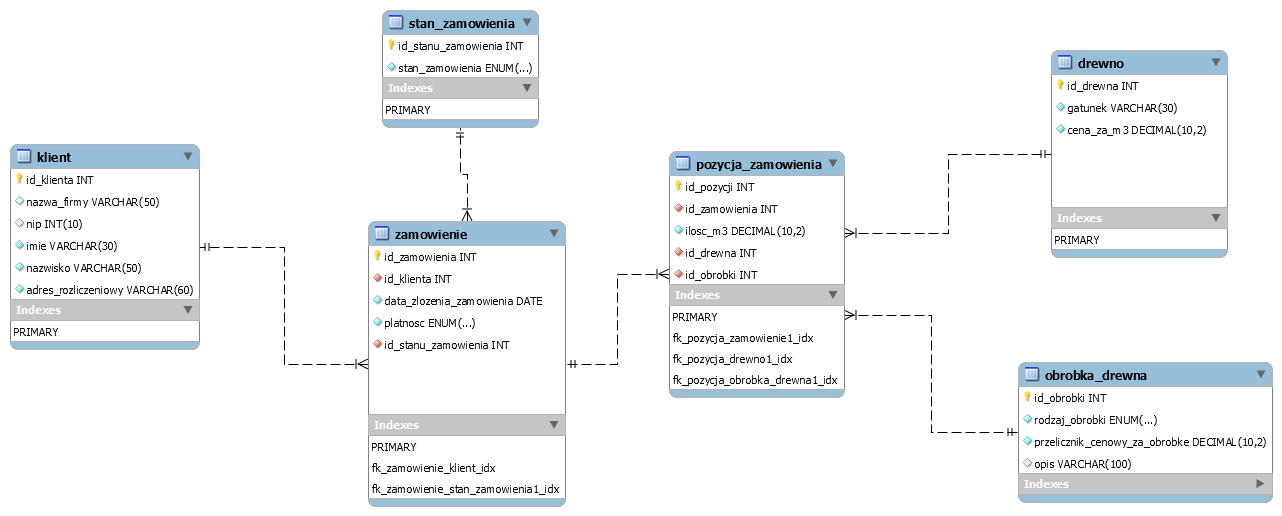 stan_zamowienia
id_stanu_zamowienia INT
stan_zamowienia ENUM(...)
Indexes
PRIMARY
klient
id_klienta INT
nazwa_firmy VARCHAR(50)
nip INT(10)
imie VARCHAR(30)
nazwisko VARCHAR(50)
adres_rozliczeniowy VARCHAR(60)
Indexes
PRIMARY
zamowienie
id_zamowienia INT
id_klienta INT
data_zlozenia_zamowienia DATE
platnosc ENUM(...)
id_stanu_zamowienia INT
Indexes
PRIMARY
fk_zamowienie_klient_idx
fk_zamowienie_stan_zamowienia1_idx
pozycja_zamowienia
id_pozycji INT
id_zamowienia INT
ilosc_m3 DECIMAL(10,2)
id_drewna INT
id_obrobki INT
Indexes
PRIMARY
fk_pozycja_zamowienie1_idx
fk_pozycja_drewno1_idx
fk_pozycja_obrobka_drewna1_idx
drewno
id_drewna INT
gatunek VARCHAR(30)
cena_za_m3 DECIMAL(10,2)
Indexes
PRIMARY
obrobka_drewna
id_obrobki INT
rodzaj_obrobki ENUM(...)
przelicznik_cenowy_za_obrobke DECIMAL(10,2)
opis VARCHAR(100)
Indexes